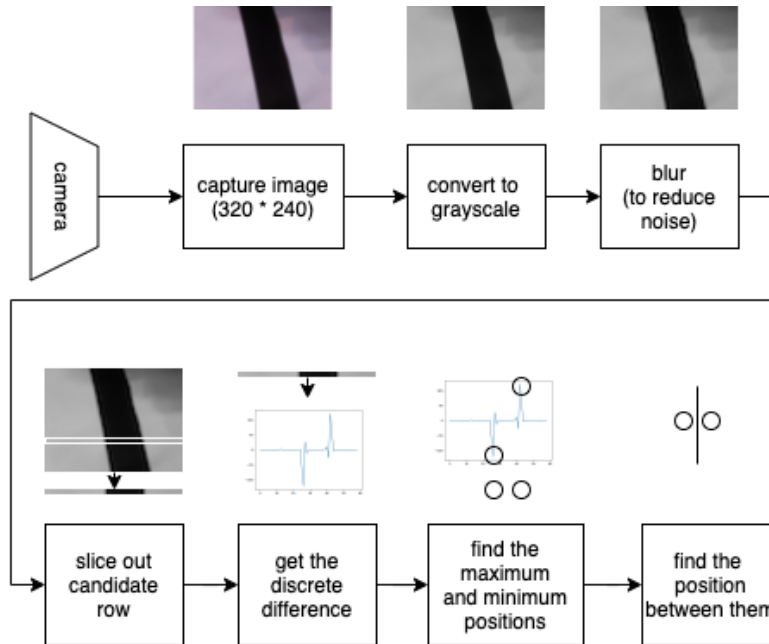 camera
capture image
(320 * 240)
convert to
grayscale
blur
(to reduce
noise)
slice out
candidate
row
get the
discrete
difference
find the
maximum
and minimum
positions
find the
position
between them